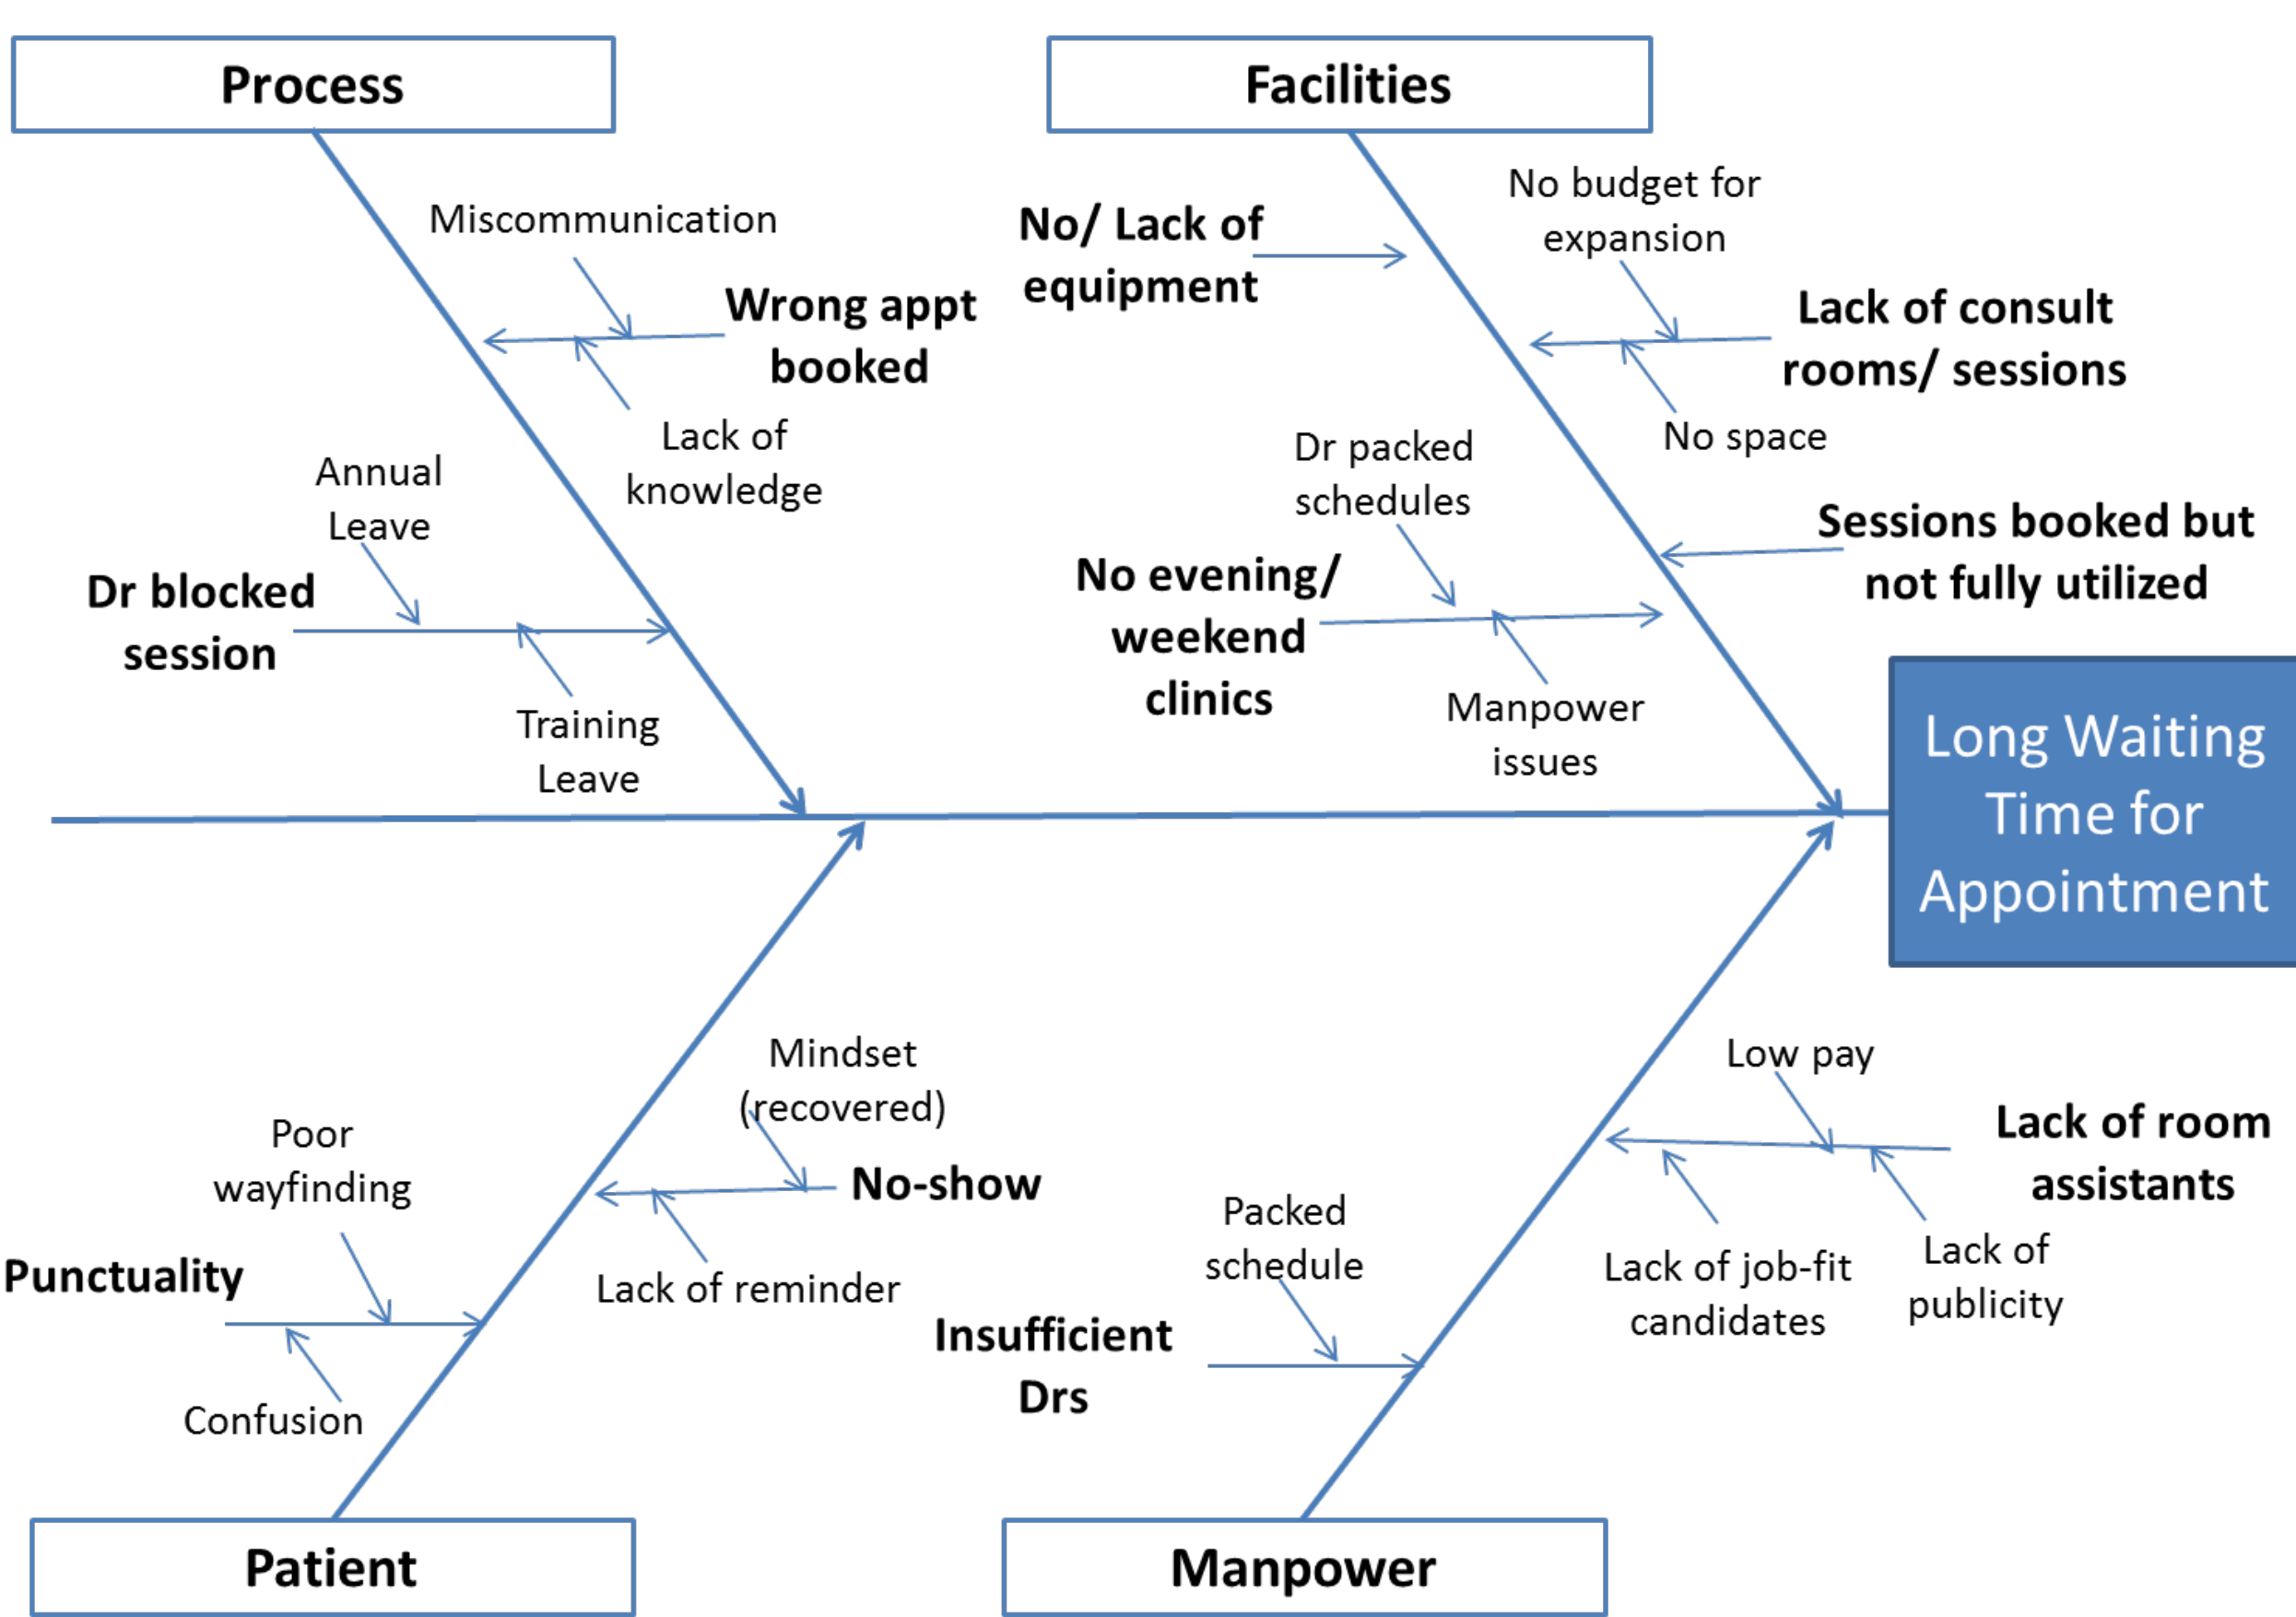 Process
Facilities
Miscommunication
Wrong appt
booked
Lack of
knowledge
Annual
Leave
Dr blocked
session
Training
Leave
No/ Lack of
equipment
No budget for
expansion
Lack of consult
rooms/ sessions
No space
Dr packed
schedules
No evening/
weekend
clinics
Manpower
issues
Sessions booked but
not fully utilized
Long Waiting
Time for
Appointment
Mindset
(recovered)
No-show
Lack of reminder
Poor
wayfinding
Punctuality
Confusion
Low pay
Lack of room
assistants
Lack of job-fit
candidates
Lack of
publicity
Packed
schedule
Insufficient
Drs
Patient
Manpower